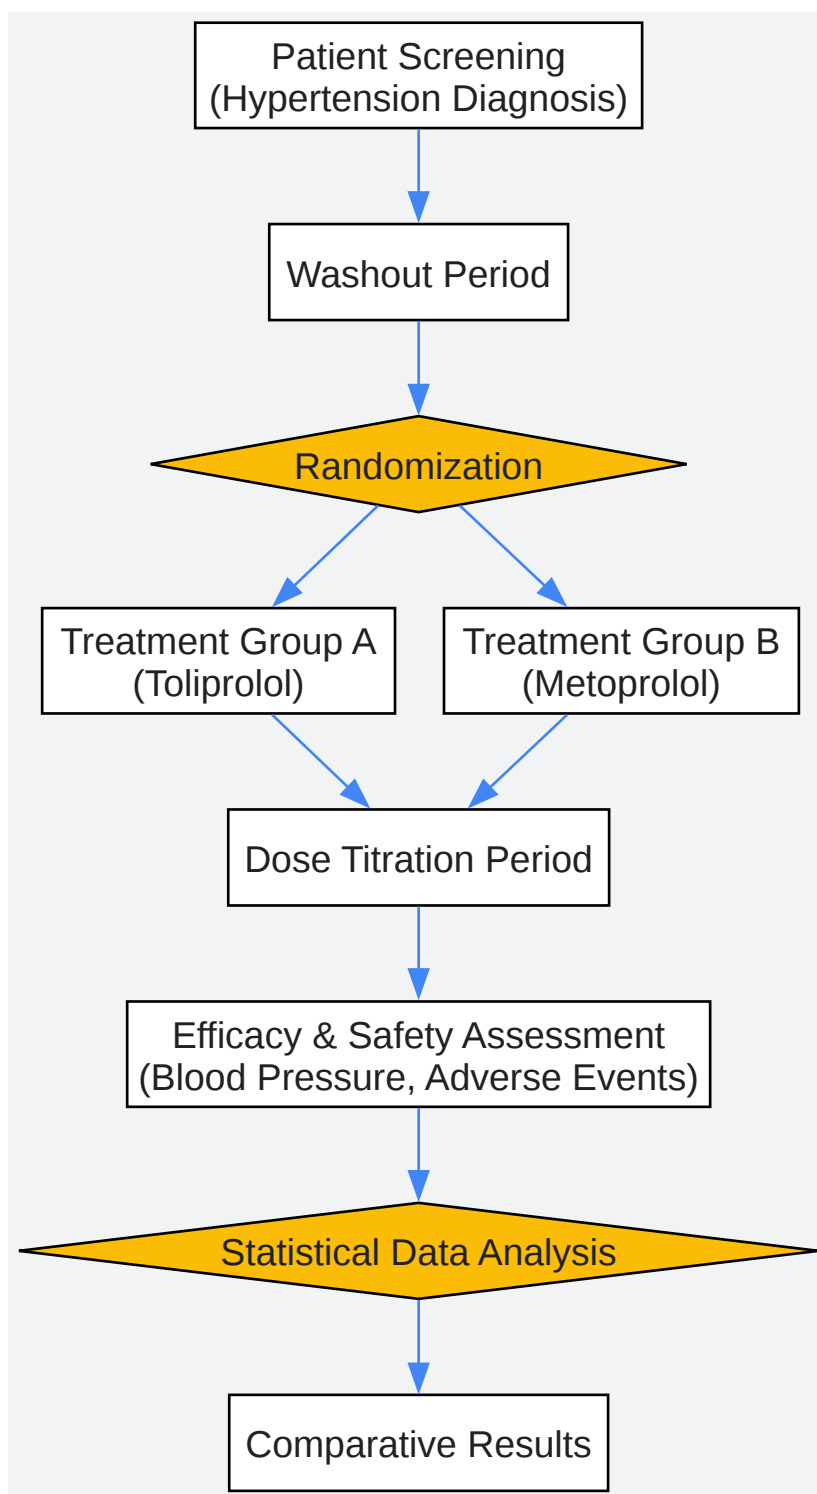 Patient Screening
(Hypertension Diagnosis)
Washout Period
Randomization
Treatment Group A
(Toliprolol)
Treatment Group B
(Metoprolol)
Dose Titration Period
Efficacy & Safety Assessment
(Blood Pressure, Adverse Events)
Statistical Data Analysis
Comparative Results